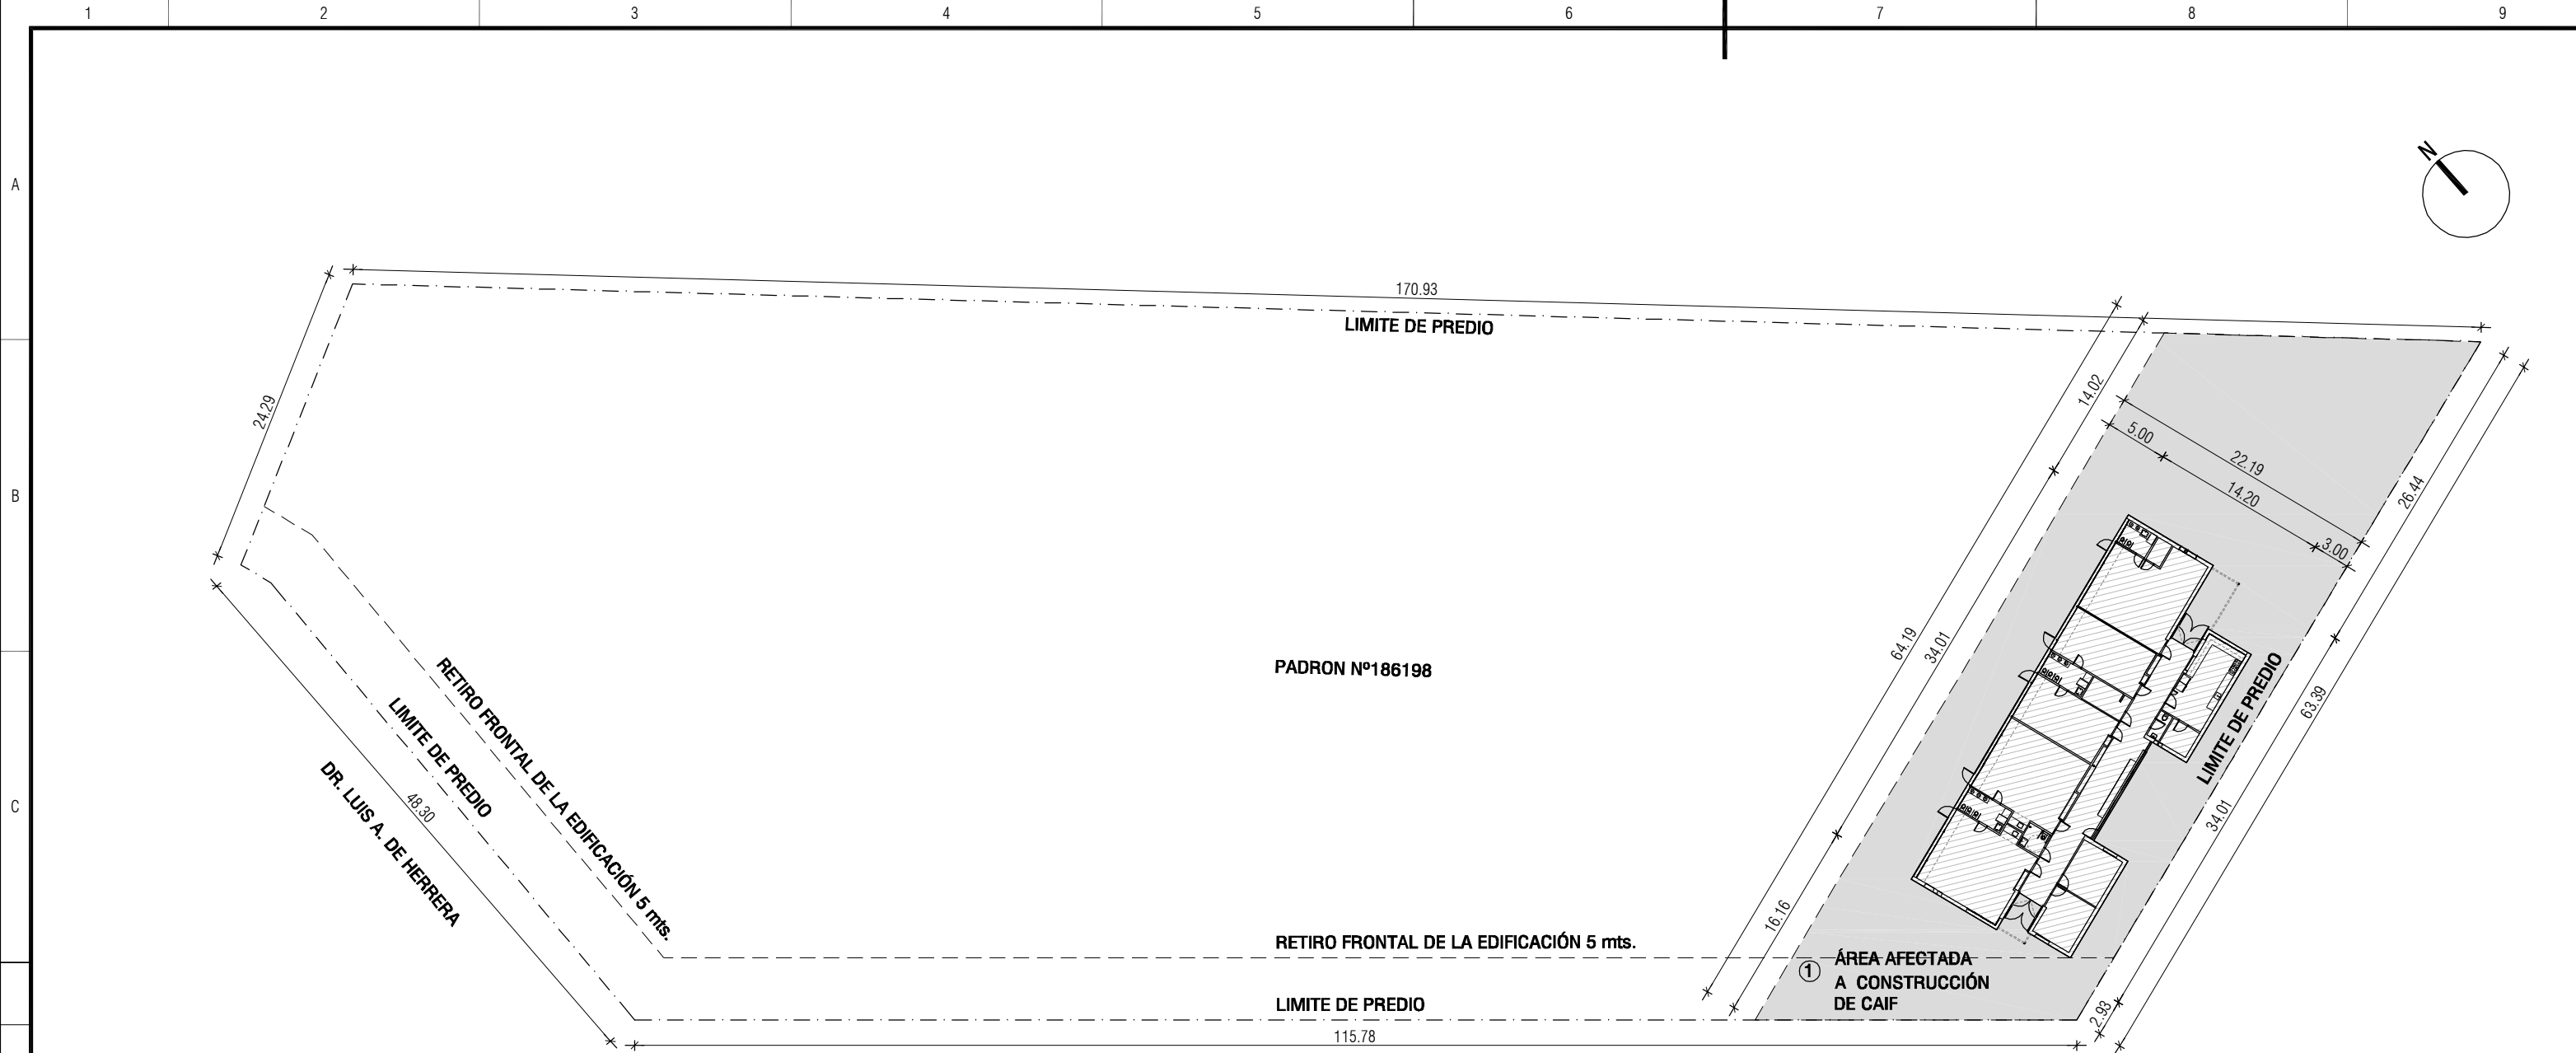 1 2 3 4 5 6 7 8 9
A
N
170.93
LIMITE DE PREDIO
14.02
24.29
5.00
22.19
14.20
26.44
3.00
B
64.19
34.01
PADRON Nº186198
LIMITE DE PREDIO
63.39
RETIRO FRONTAL DE LA EDIFICACIÓN 5 mts.
LIMITE DE PREDIO
48.30
DR. LUIS A. DE HERRERA
C
34.01
16.16
RETIRO FRONTAL DE LA EDIFICACIÓN 5 mts.
1
ÁREA AFECTADA
A CONSTRUCCIÓN
DE CAIF
LIMITE DE PREDIO
2.93
115.78